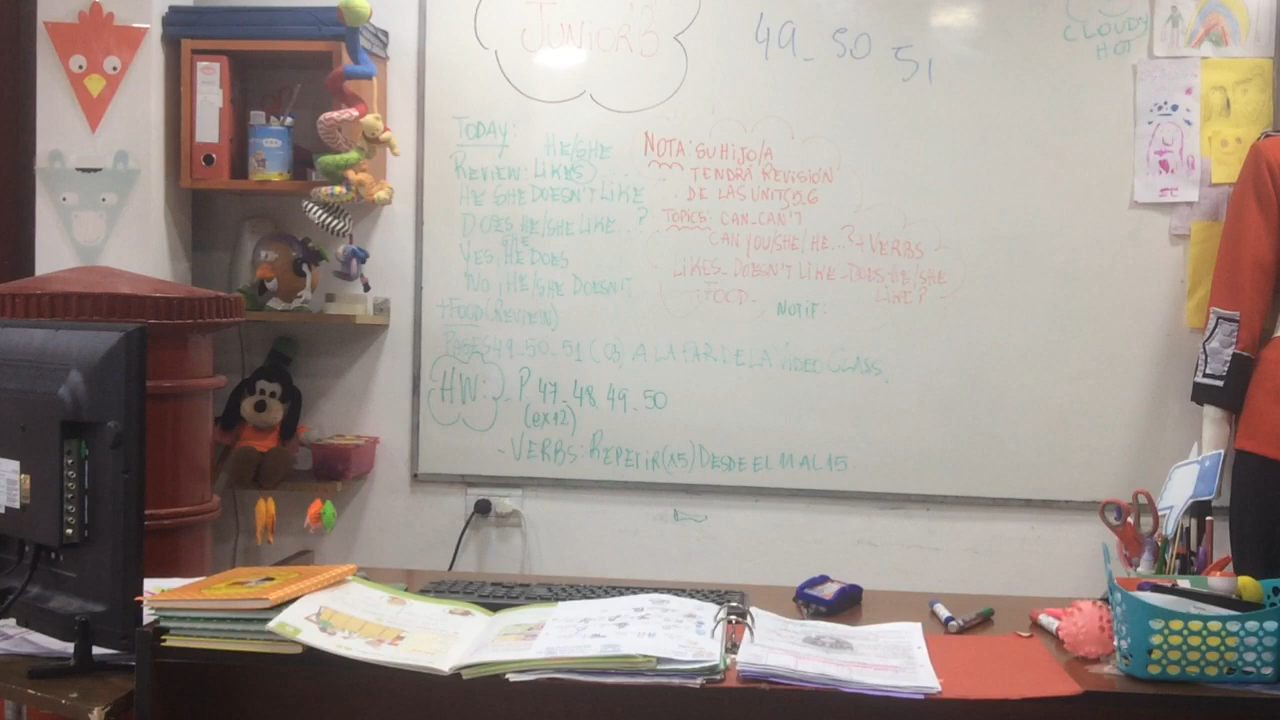 JUNIOR B
49_50 51
CLOUDY
HOT
TODAY:
HE/SHE
REVIEW: LIKES
HE SHE DOESN'T LIKE
DOES HE/SHE LIKE...?
SHE
YES, HE DOES
NO, HE/SHE DOESN'T
+FOOD (REVIEW)
PAGES 49_50_51 (CB) A LA PAR DE LA VIDEO CLASS.
HW: - P 47_48 49_50
(ex 12)
- VERBS: REPETIR (15) DESDE EL 11 AL 15
NOTA: SU HIJO/A
TENDRÁ REVISIÓN
DE LAS UNITS 5 6
TOPICS: CAN_CAN'T
CAN YOU/SHE/HE...? + VERBS
LIKES_DOESN'T LIKE_DOES HE/SHE
LIKE?
FOOD
NOTIF: